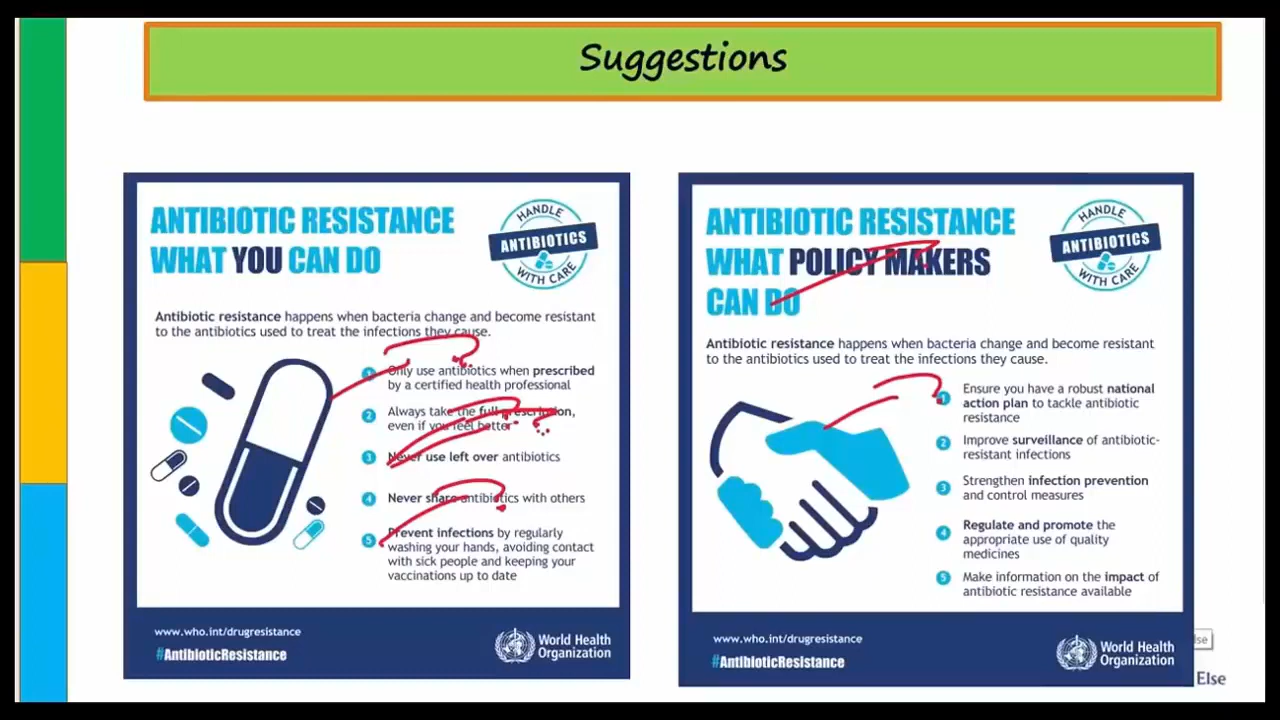 Suggestions
ANTIBIOTIC RESISTANCE
WHAT YOU CAN DO
HANDLE
ANTIBIOTICS
WITH CARE
Antibiotic resistance happens when bacteria change and become resistant
to the antibiotics used to treat the infections they cause.
1 Only use antibiotics when prescribed
by a certified health professional
2 Always take the full prescription,
even if you feel better
3 Never use left over antibiotics
4 Never share antibiotics with others
5 Prevent infections by regularly
washing your hands, avoiding contact
with sick people and keeping your
vaccinations up to date
www.who.int/drugresistance
#AntibioticResistance
World Health
Organization
ANTIBIOTIC RESISTANCE
WHAT POLICY MAKERS
CAN DO
HANDLE
ANTIBIOTICS
WITH CARE
Antibiotic resistance happens when bacteria change and become resistant
to the antibiotics used to treat the infections they cause.
1 Ensure you have a robust national
action plan to tackle antibiotic
resistance
2 Improve surveillance of antibiotic-
resistant infections
3 Strengthen infection prevention
and control measures
4 Regulate and promote the
appropriate use of quality
medicines
5 Make information on the impact of
antibiotic resistance available
www.who.int/drugresistance
#AntibioticResistance
World Health
Organization
lse
Else